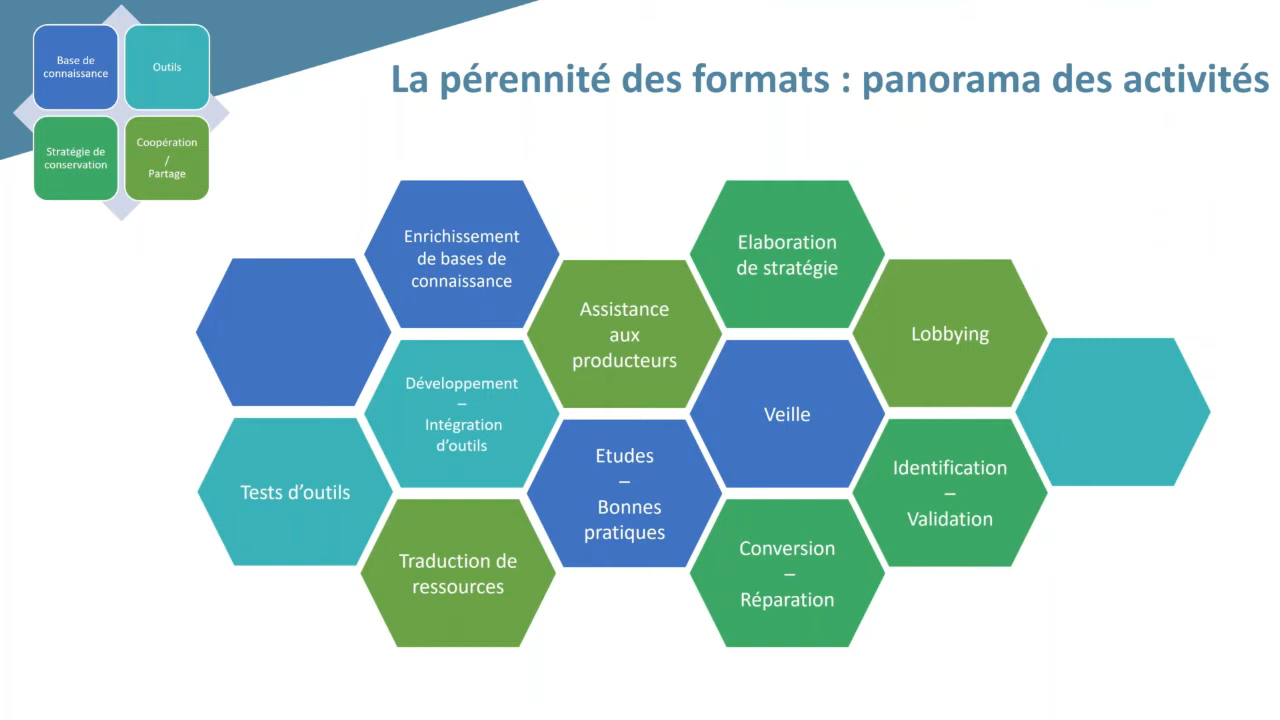 La pérennité des formats : panorama des activités
Base de
connaissance
Outils
Stratégie de
conservation
Coopération
/
Partage
Enrichissement
de bases de
connaissance
Elaboration
de stratégie
Assistance
aux
producteurs
Lobbying
Développement
–
Intégration
d’outils
Veille
Tests d’outils
Etudes
–
Bonnes
pratiques
Identification
–
Validation
Traduction de
ressources
Conversion
–
Réparation